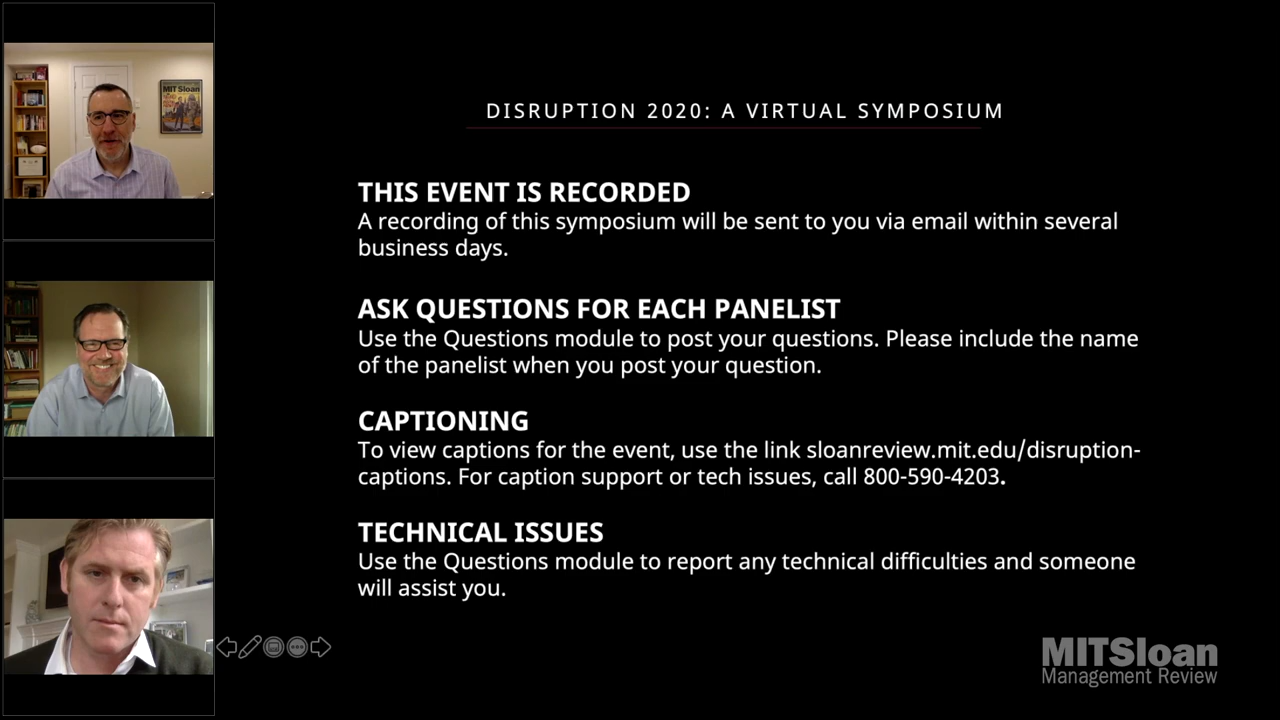 MIT Sloan
DISRUPTION 2020: A VIRTUAL SYMPOSIUM
THIS EVENT IS RECORDED
A recording of this symposium will be sent to you via email within several
business days.
ASK QUESTIONS FOR EACH PANELIST
Use the Questions module to post your questions. Please include the name
of the panelist when you post your question.
CAPTIONING
To view captions for the event, use the link sloanreview.mit.edu/disruption-
captions. For caption support or tech issues, call 800-590-4203.
TECHNICAL ISSUES
Use the Questions module to report any technical difficulties and someone
will assist you.
MITSloan
Management Review